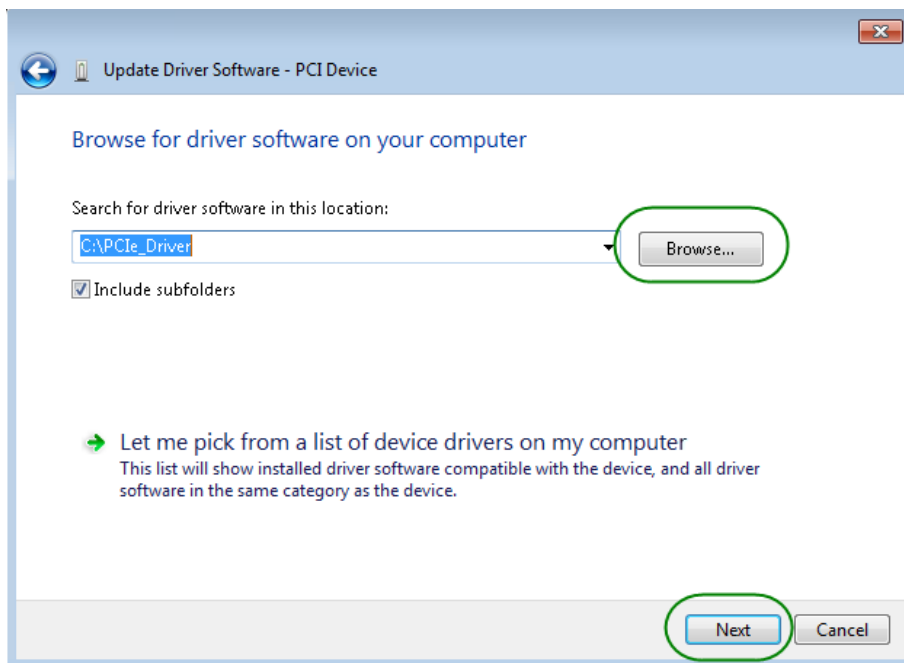 Update Driver Software - PCI Device
Browse for driver software on your computer
Search for driver software in this location:
C:\PCIe_Driver
Browse...
Include subfolders
Let me pick from a list of device drivers on my computer
This list will show installed driver software compatible with the device, and all driver
software in the same category as the device.
Next
Cancel